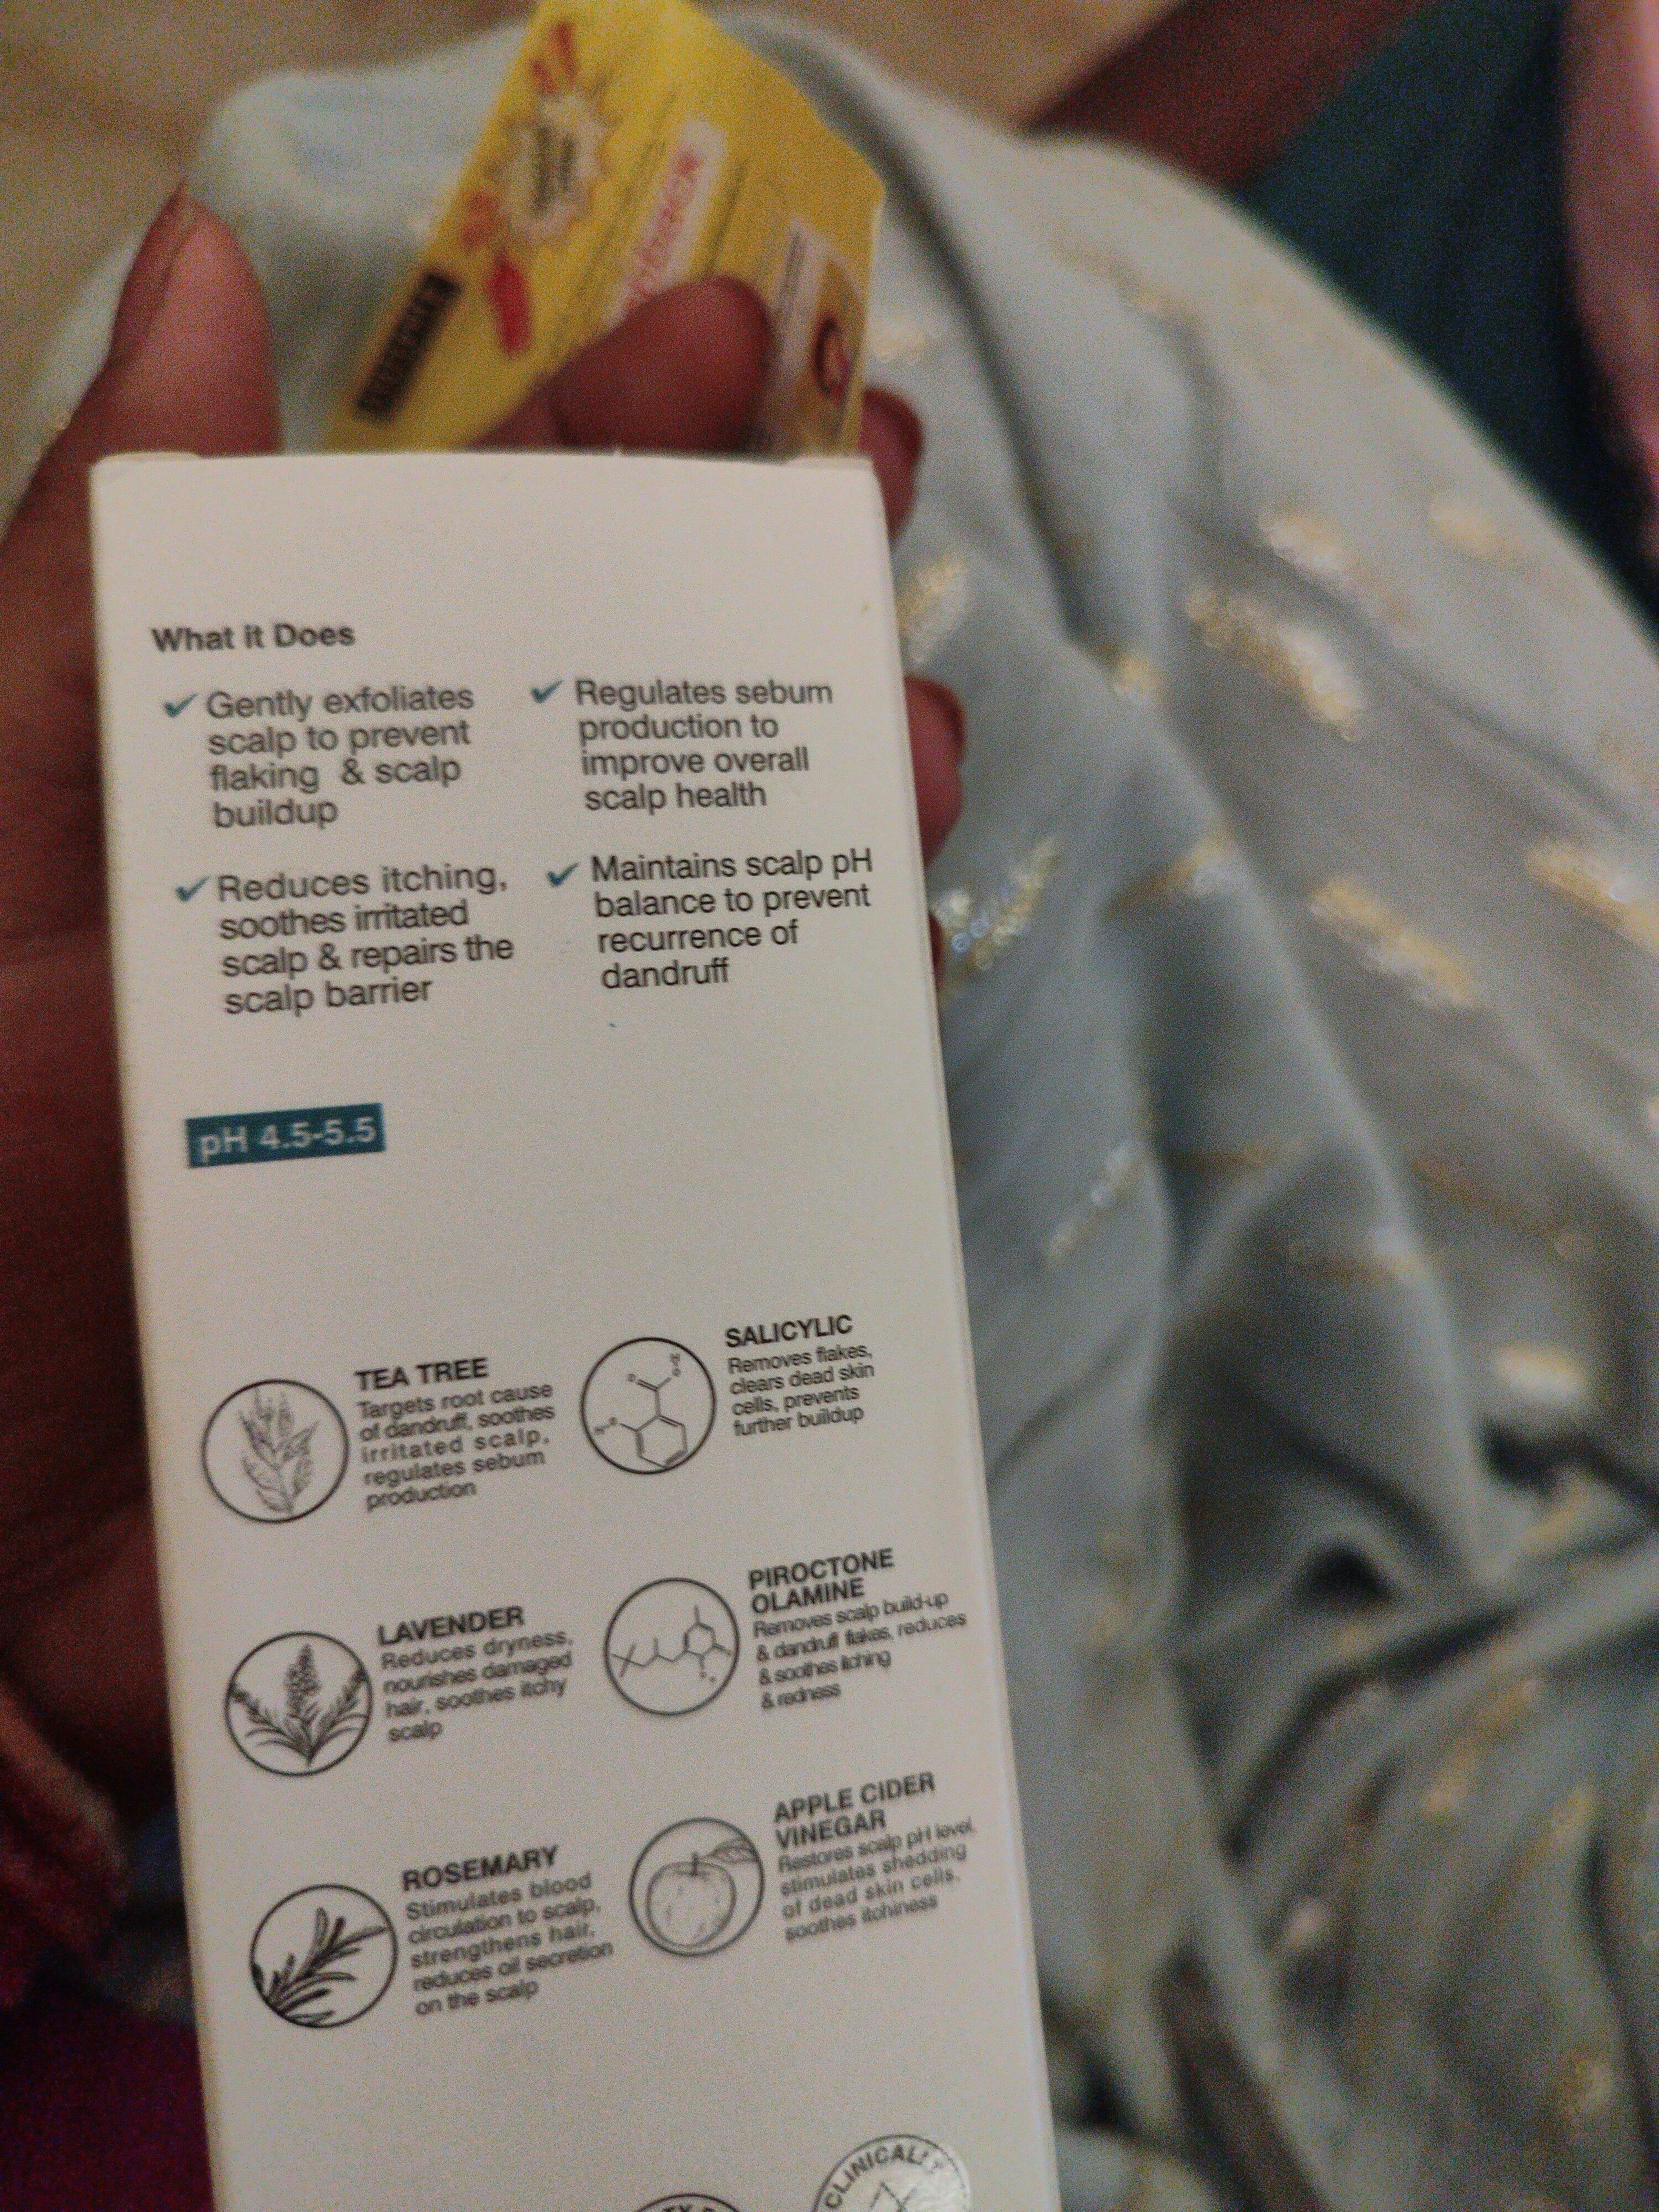 What it Does
Gently exfoliates
scalp to prevent
flaking & scalp
buildup
Regulates sebum
production to
improve overall
scalp health
Reduces itching,
soothes irritated
scalp & repairs the
scalp barrier
Maintains scalp pH
balance to prevent
recurrence of
dandruff
pH 4.5-5.5
TEA TREE
Targets root cause
of dandruff, soothes
irritated scalp,
regulates sebum
production
SALICYLIC
Removes flakes,
clears dead skin
cells, prevents
further buildup
LAVENDER
Reduces dryness,
nourishes damaged
hair, soothes itchy
scalp
PIROCTONE
OLAMINE
Removes scalp build-up
& dandruff flakes, reduces
& soothes itching
& redness
ROSEMARY
Stimulates blood
circulation to scalp,
strengthens hair,
reduces oil secretion
on the scalp
APPLE CIDER
VINEGAR
Restores scalp pH level,
stimulates shedding
of dead skin cells,
soothes itchiness
CLINICALLY